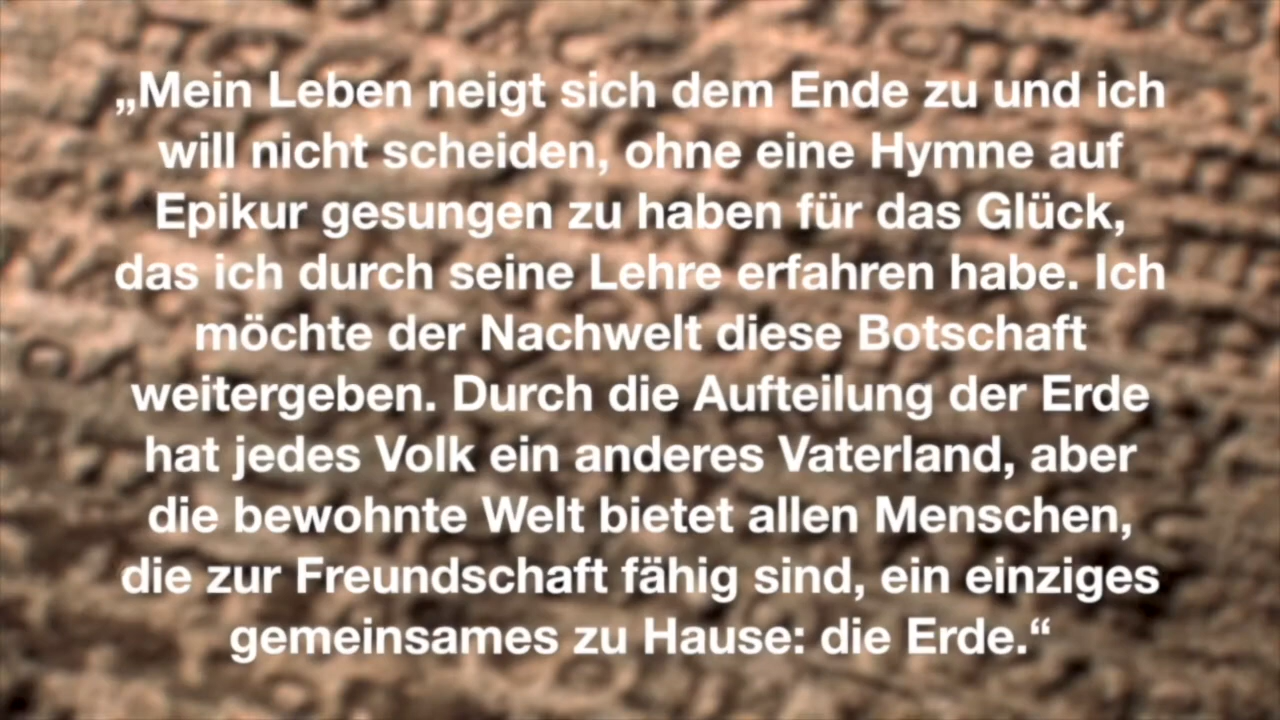 „Mein Leben neigt sich dem Ende zu und ich
will nicht scheiden, ohne eine Hymne auf
Epikur gesungen zu haben für das Glück,
das ich durch seine Lehre erfahren habe. Ich
möchte der Nachwelt diese Botschaft
weitergeben. Durch die Aufteilung der Erde
hat jedes Volk ein anderes Vaterland, aber
die bewohnte Welt bietet allen Menschen,
die zur Freundschaft fähig sind, ein einziges
gemeinsames zu Hause: die Erde.“